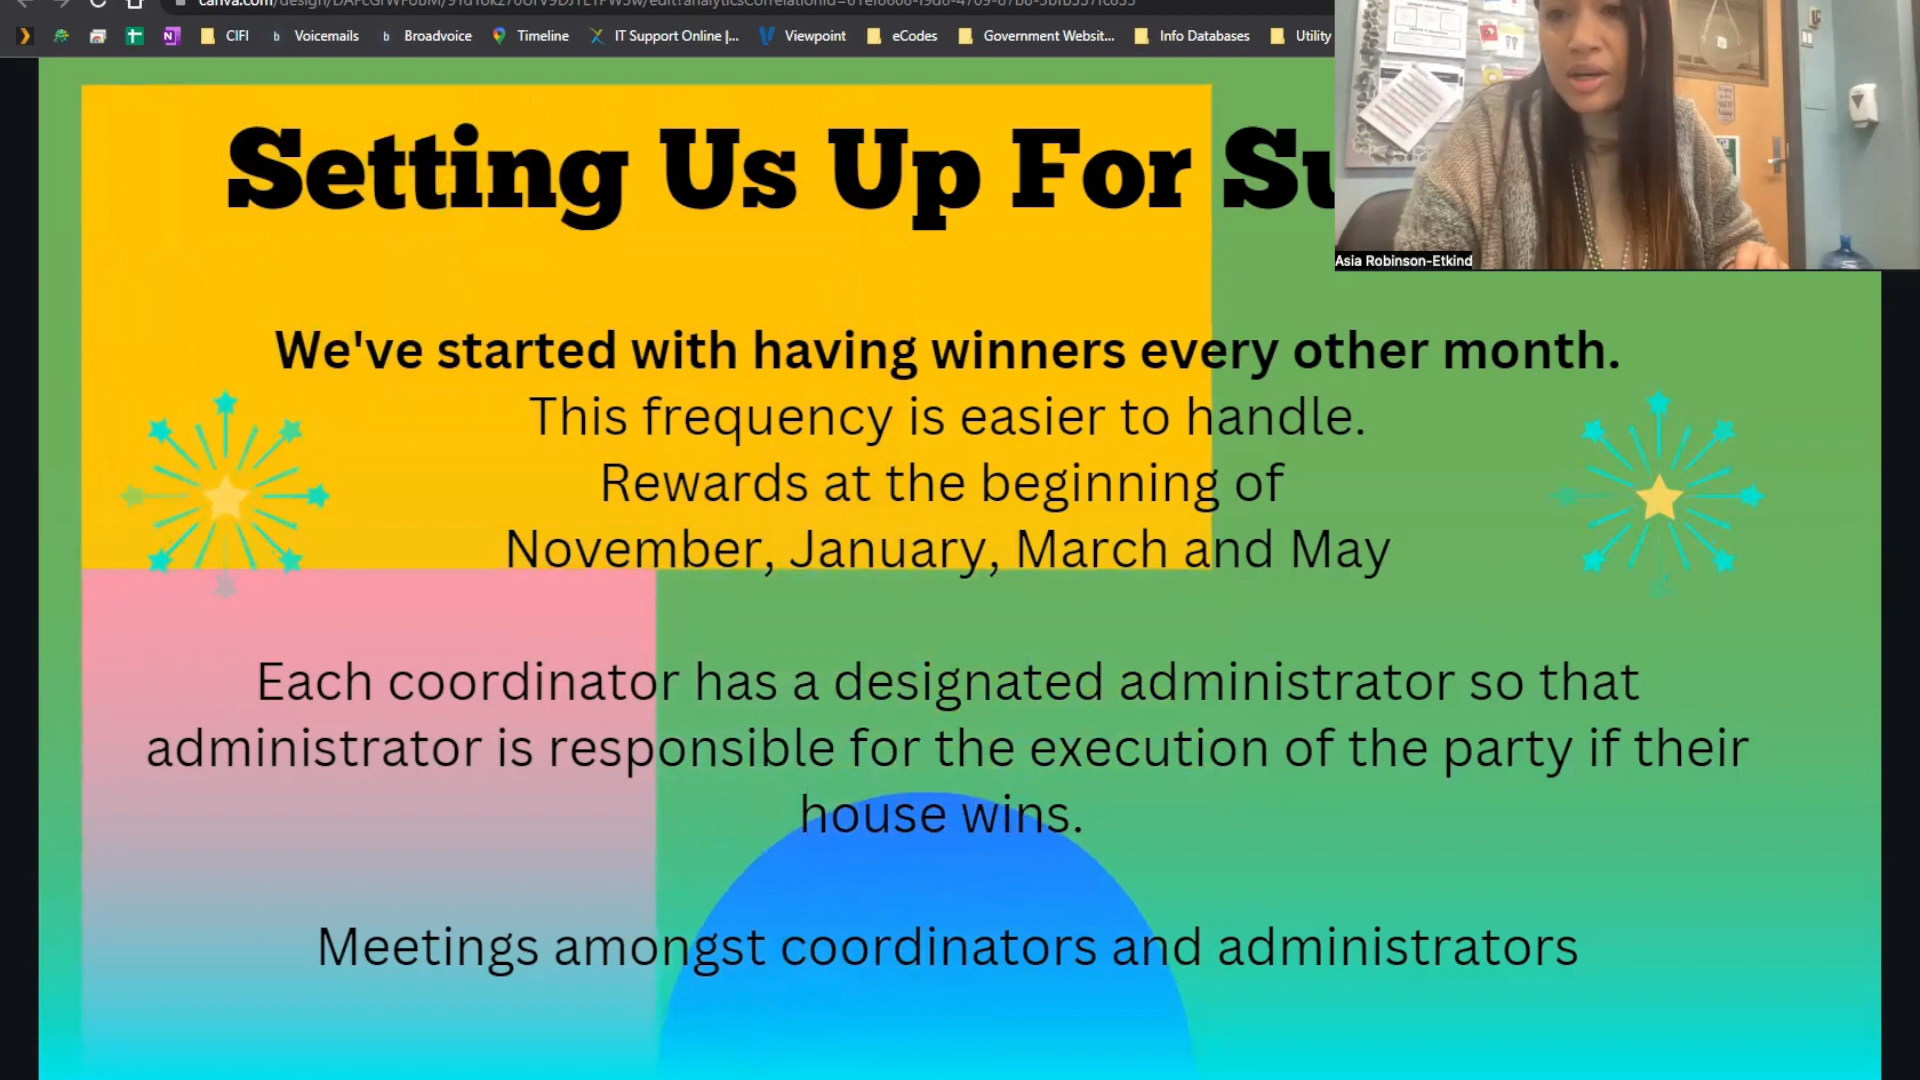 CIFI Voicemails Broadvoice Timeline IT Support Online |... Viewpoint eCodes Government Websit... Info Databases Utility
Setting Us Up For Su
Asia Robinson-Etkind
We've started with having winners every other month.
This frequency is easier to handle.
Rewards at the beginning of
November, January, March and May
Each coordinator has a designated administrator so that
administrator is responsible for the execution of the party if their
house wins.
Meetings amongst coordinators and administrators